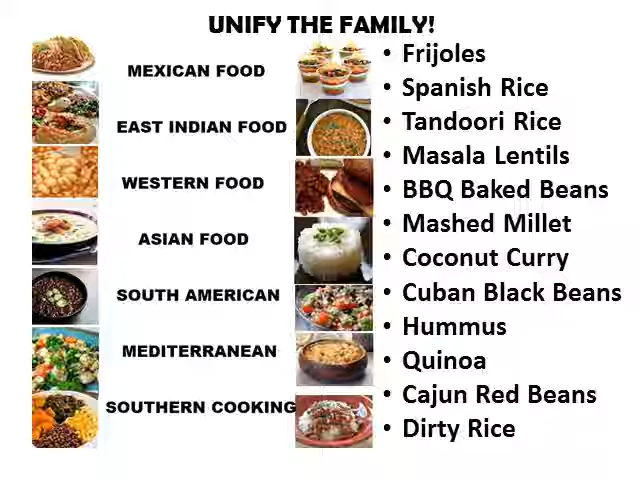 UNIFY THE FAMILY!
MEXICAN FOOD
EAST INDIAN FOOD
WESTERN FOOD
ASIAN FOOD
SOUTH AMERICAN
MEDITERRANEAN
SOUTHERN COOKING
• Frijoles
• Spanish Rice
• Tandoori Rice
• Masala Lentils
• BBQ Baked Beans
• Mashed Millet
• Coconut Curry
• Cuban Black Beans
• Hummus
• Quinoa
• Cajun Red Beans
• Dirty Rice